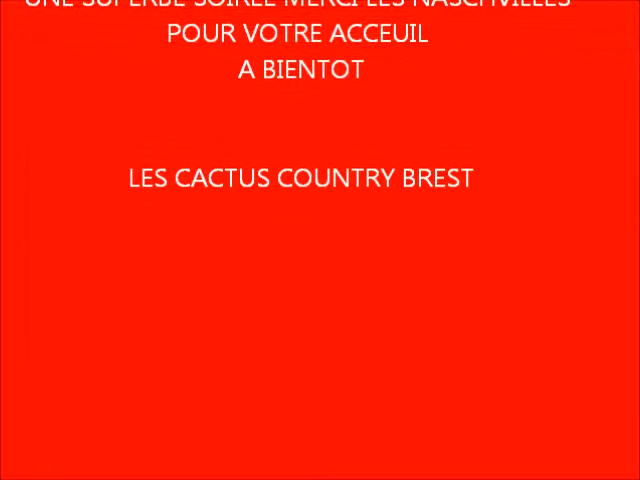 UNE SUPERBE SOIREE MERCI LES NASCHVILLES
POUR VOTRE ACCEUIL
A BIENTOT
LES CACTUS COUNTRY BREST